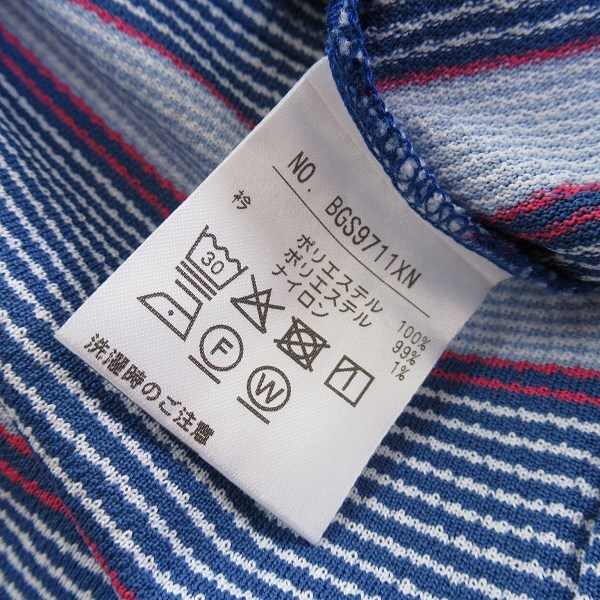 NO. BGS9711XN
ポリエステル 100%
衿 ポリエステル 99%
ナイロン 1%
30
F
W
洗濯時のご注意